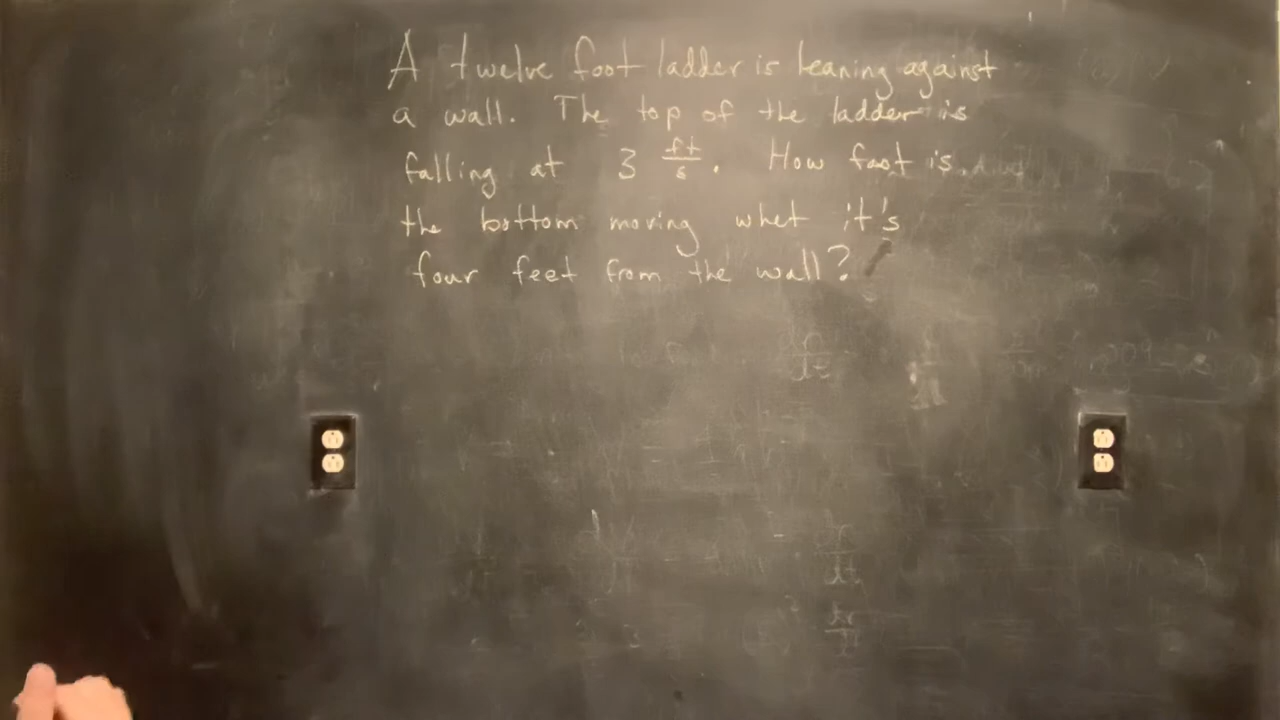 A twelve foot ladder is leaning against
a wall. The top of the ladder is
falling at 3 ft/s. How fast is
the bottom moving when it's
four feet from the wall?